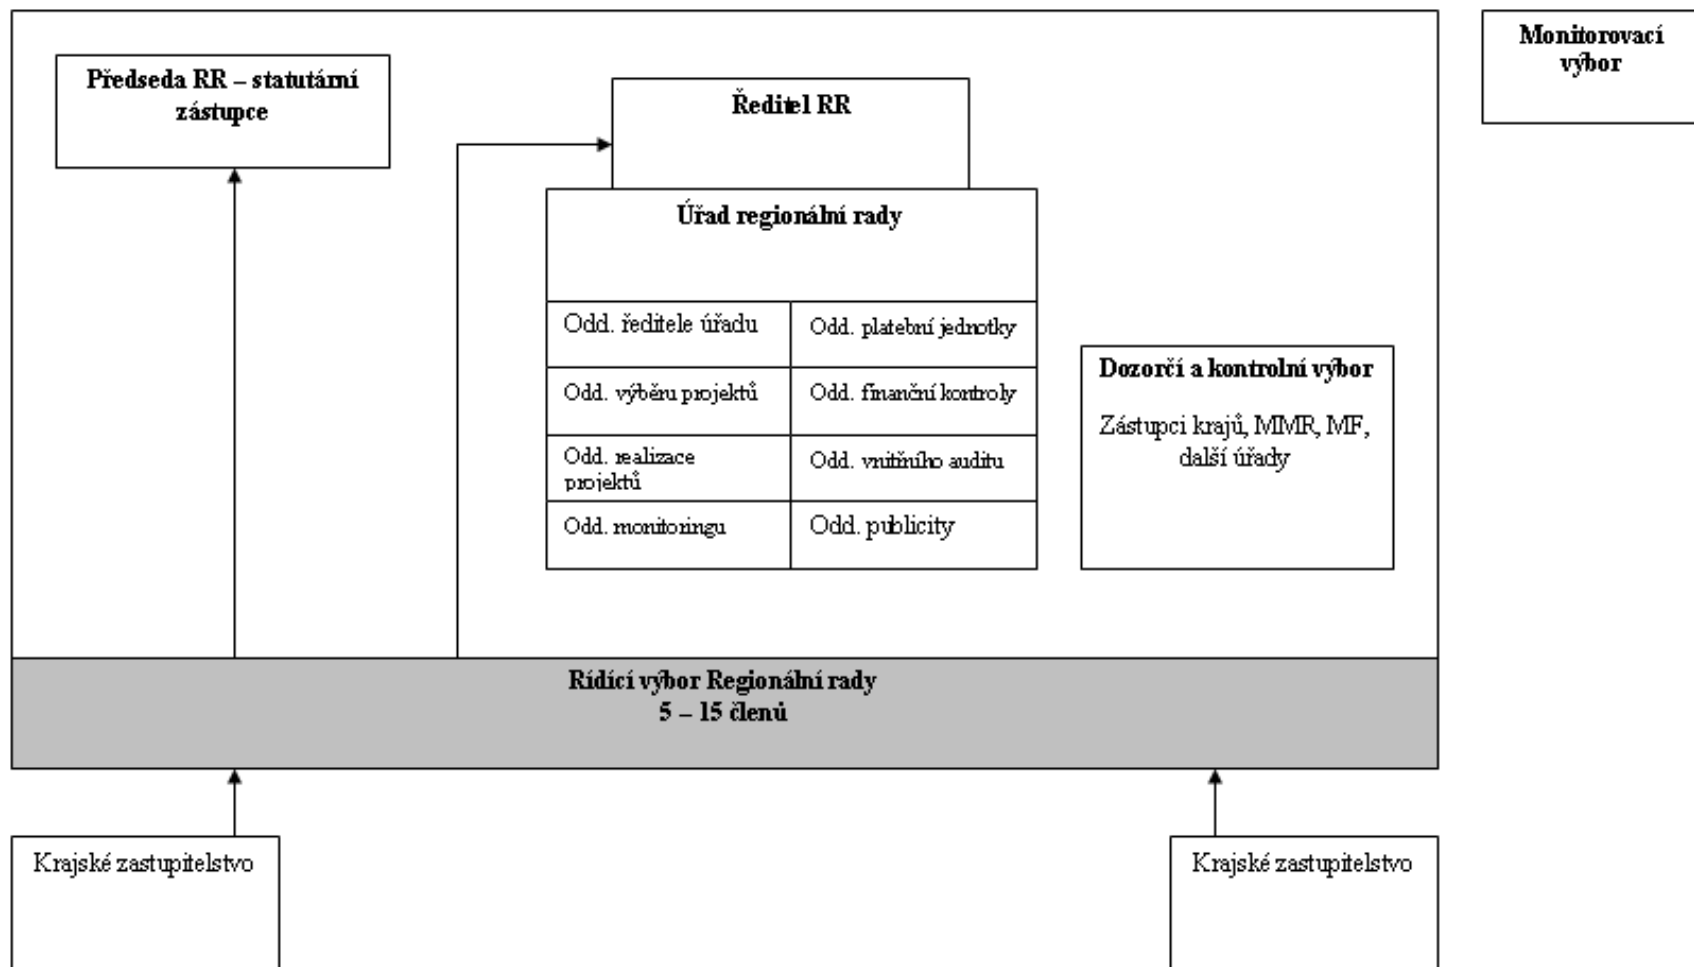 Monitorovací
výbor
Předseda RR – statutární
zástupce
Ředitel RR
Úřad regionální rady
Odd. ředitele úřadu
Odd. platební jednotky
Odd. výběru projektů
Odd. finanční kontroly
Odd. realizace
projektů
Odd. vnitřního auditu
Odd. monitoringu
Odd. publicity
Dozorčí a kontrolní výbor
Zástupci krajů, MMR, MF,
další úřady
Rídící výbor Regionální rady
5 – 15 členů
Krajské zastupitelstvo
Krajské zastupitelstvo